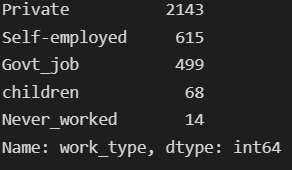 Private 2143
Self-employed 615
Govt_job 499
children 68
Never_worked 14
Name: work_type, dtype: int64